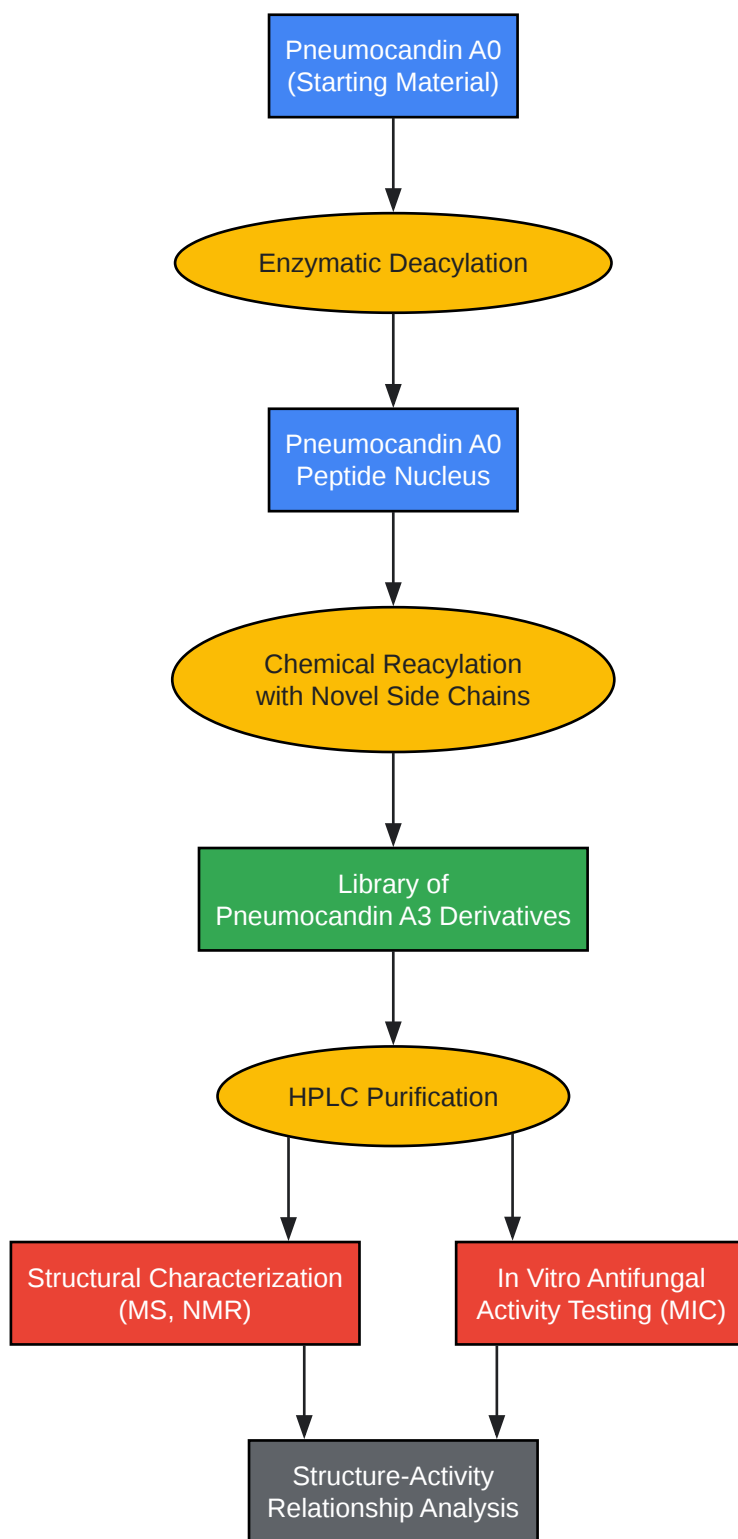 Pneumocandin A0
(Starting Material)
Enzymatic Deacylation
Pneumocandin A0
Peptide Nucleus
Chemical Reacylation
with Novel Side Chains
Library of
Pneumocandin A3 Derivatives
HPLC Purification
Structural Characterization
(MS, NMR)
In Vitro Antifungal
Activity Testing (MIC)
Structure-Activity
Relationship Analysis